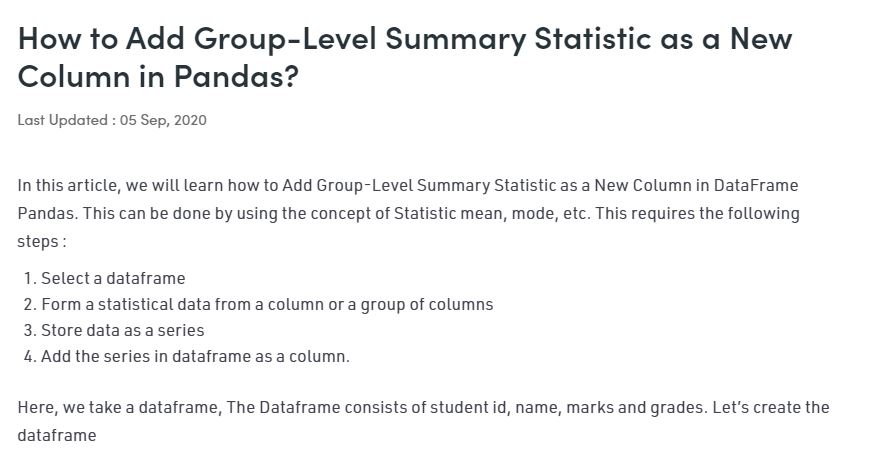 How to Add Group-Level Summary Statistic as a New
Column in Pandas?
Last Updated : 05 Sep, 2020
In this article, we will learn how to Add Group-Level Summary Statistic as a New Column in DataFrame
Pandas. This can be done by using the concept of Statistic mean, mode, etc. This requires the following
steps :
1. Select a dataframe
2. Form a statistical data from a column or a group of columns
3. Store data as a series
4. Add the series in dataframe as a column.
Here, we take a dataframe, The Dataframe consists of student id, name, marks and grades. Let’s create the
dataframe